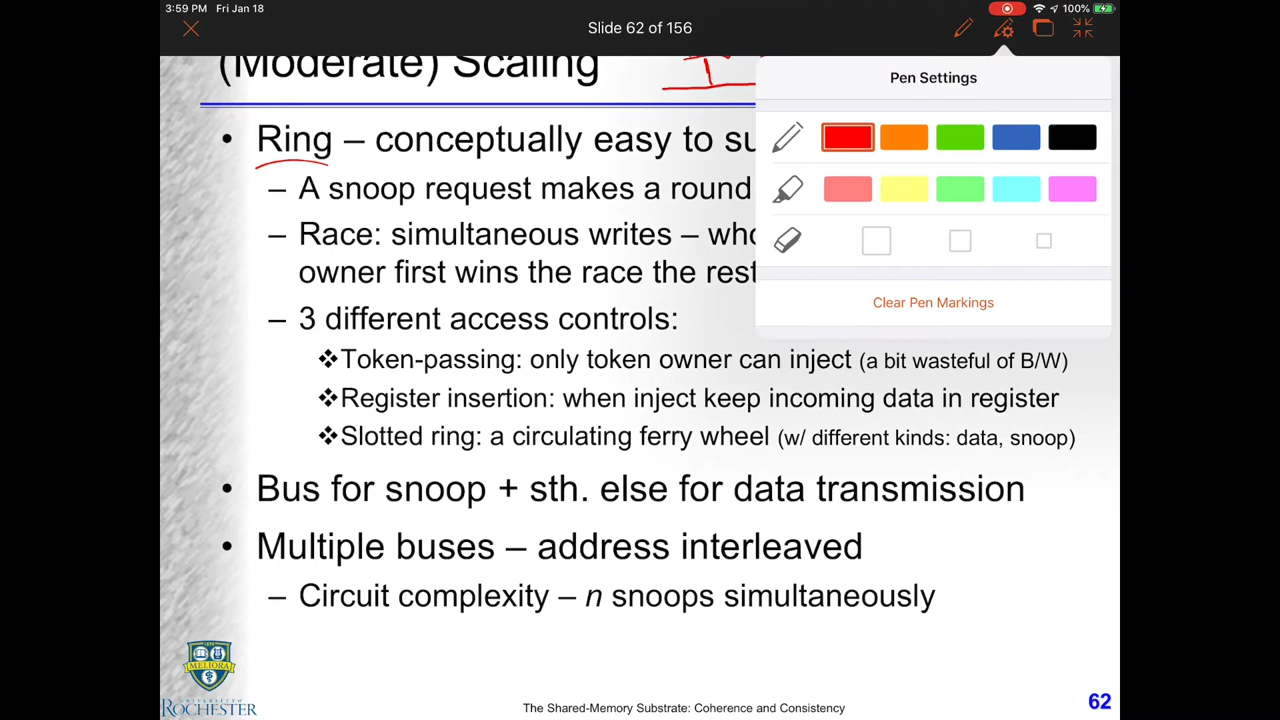 3:59 PM Fri Jan 18
100%
Slide 62 of 156
(Moderate) Scaling
Pen Settings
• Ring – conceptually easy to su
– A snoop request makes a round
– Race: simultaneous writes – who
owner first wins the race the rest
– 3 different access controls:
Clear Pen Markings
❖Token-passing: only token owner can inject (a bit wasteful of B/W)
❖Register insertion: when inject keep incoming data in register
❖Slotted ring: a circulating ferry wheel (w/ different kinds: data, snoop)
• Bus for snoop + sth. else for data transmission
• Multiple buses – address interleaved
– Circuit complexity – n snoops simultaneously
MELIORA
ROCHESTER
The Shared-Memory Substrate: Coherence and Consistency
62